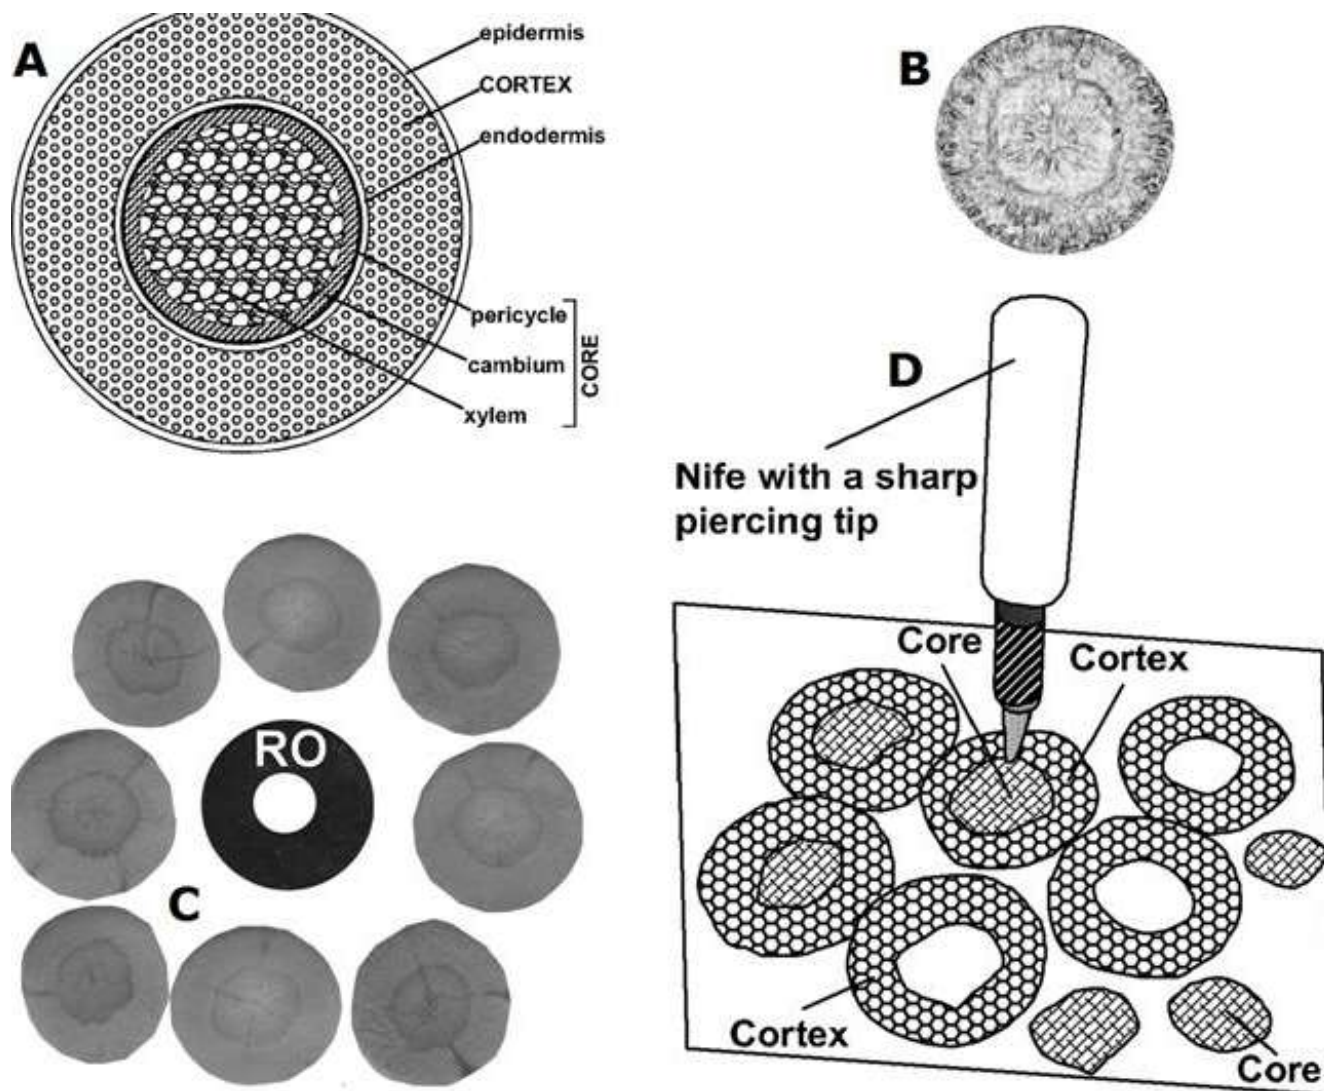 A
epidermis
CORTEX
endodermis
pericycle
cambium
xylem
CORE
B
D
Nife with a sharp
piercing tip
RO
C
Core
Cortex
Cortex
Core